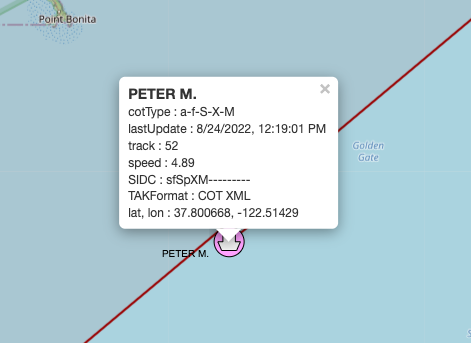 Point Bonita
PETER M.
×
cotType : a-f-S-X-M
lastUpdate : 8/24/2022, 12:19:01 PM
track : 52
speed : 4.89
SIDC : sfSpXM---------
TAKFormat : COT XML
lat, lon : 37.800668, -122.51429
Golden
Gate
PETER M.